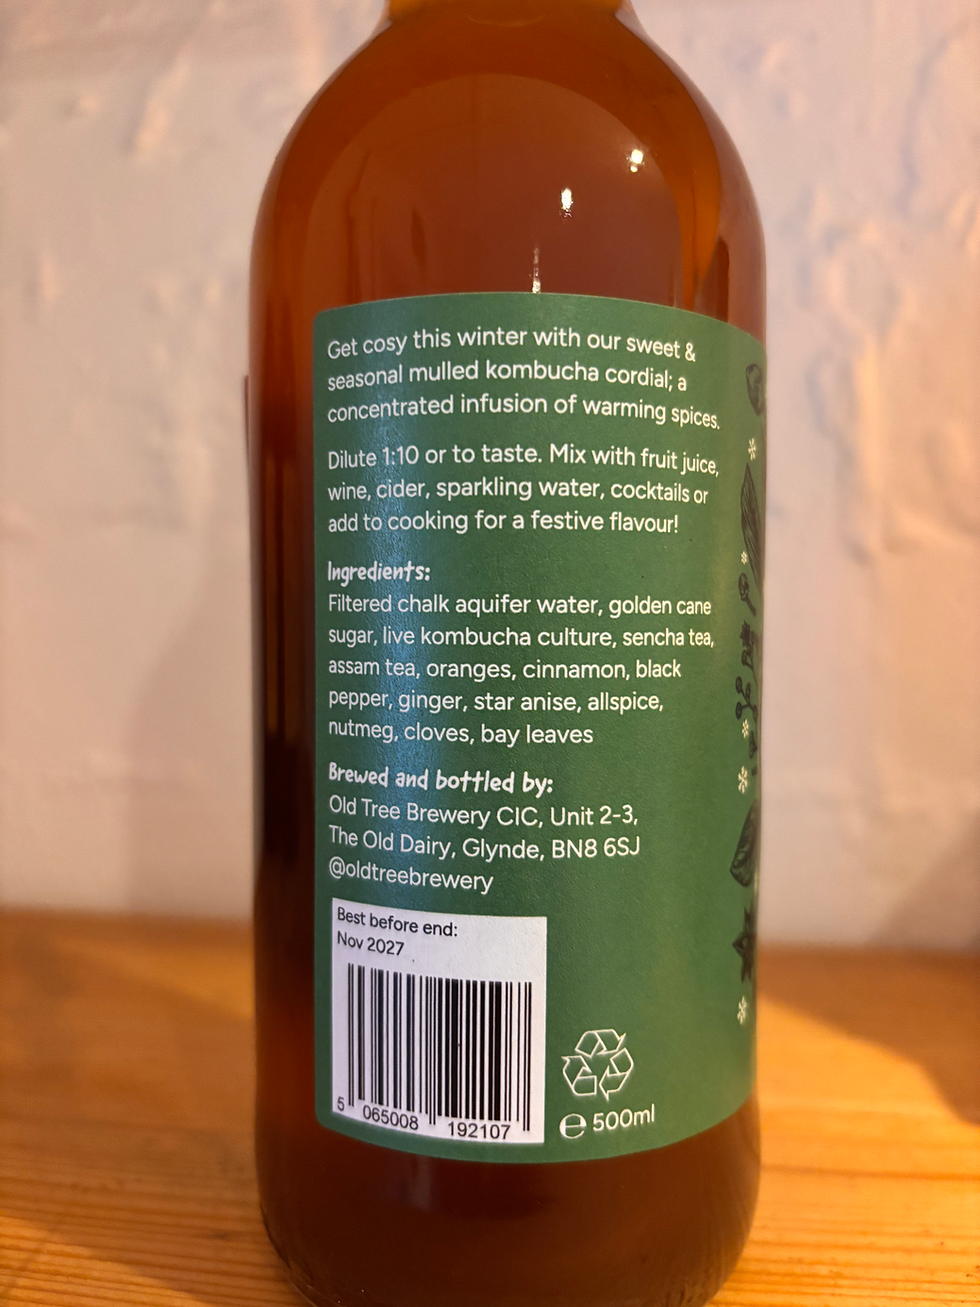 Get cosy this winter with our sweet &
seasonal mulled kombucha cordial; a
concentrated infusion of warming spices.
Dilute 1:10 or to taste. Mix with fruit juice,
wine, cider, sparkling water, cocktails or
add to cooking for a festive flavour!
Ingredients:
Filtered chalk aquifer water, golden cane
sugar, live kombucha culture, sencha tea,
assam tea, oranges, cinnamon, black
pepper, ginger, star anise, allspice,
nutmeg, cloves, bay leaves
Brewed and bottled by:
Old Tree Brewery CIC, Unit 2-3,
The Old Dairy, Glynde, BN8 6SJ
@oldtreebrewery
Best before end:
Nov 2027
5 065008 192107
℮ 500ml